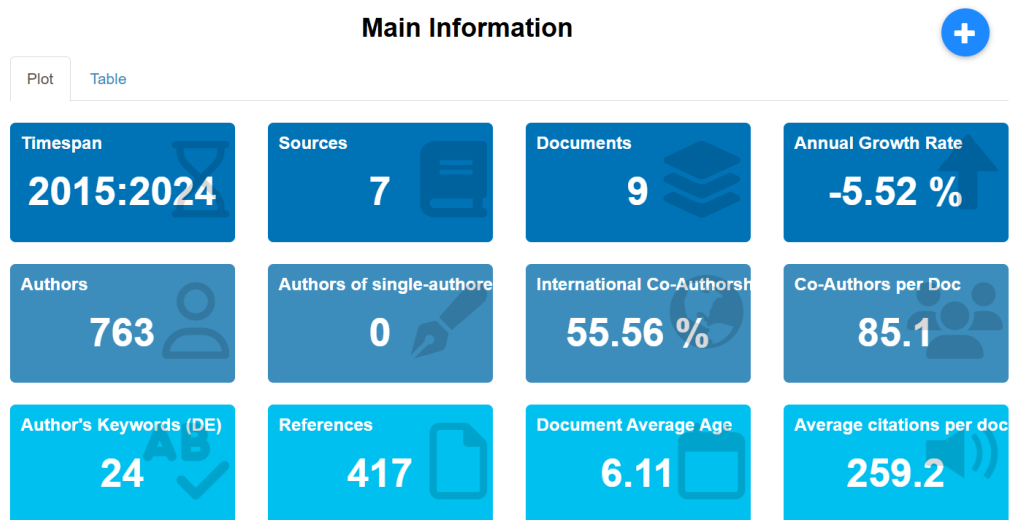 Main Information
Plot
Table
Timespan
2015:2024
Sources
7
Documents
9
Annual Growth Rate
-5.52 %
Authors
763
Authors of single-authore
0
International Co-Authorsh
55.56 %
Co-Authors per Doc
85.1
Author's Keywords (DE)
24
AB
References
417
Document Average Age
6.11
Average citations per doc
259.2